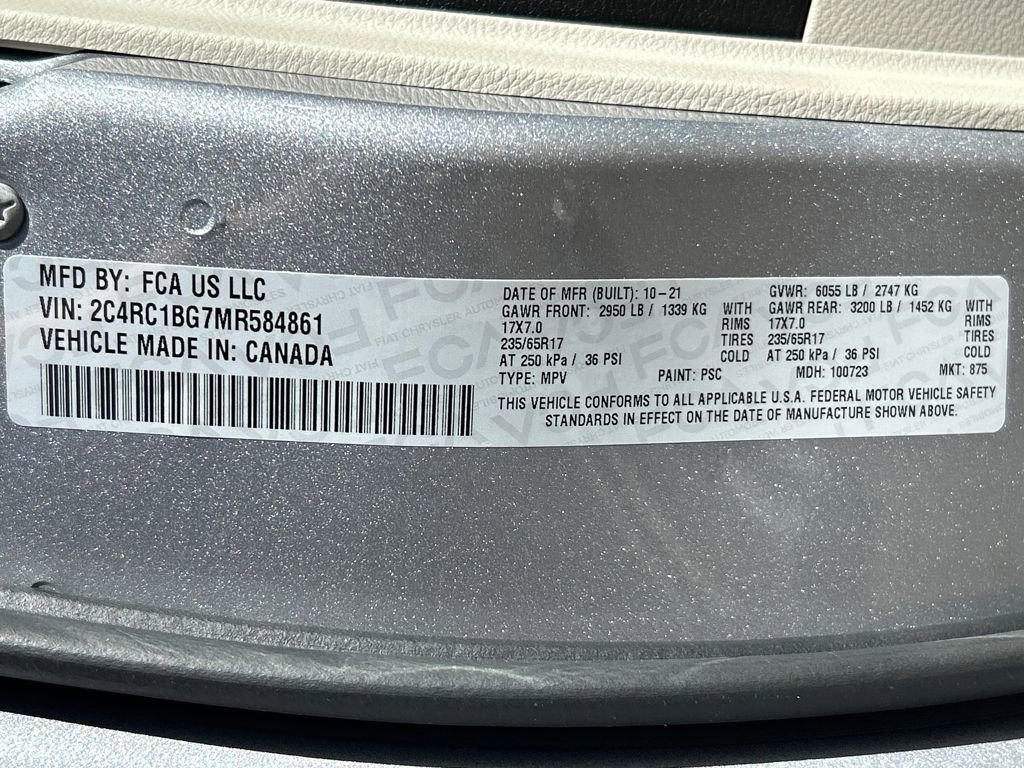 MFD BY: FCA US LLC
VIN: 2C4RC1BG7MR584861
VEHICLE MADE IN: CANADA
DATE OF MFR (BUILT): 10-21
GAWR FRONT: 2950 LB / 1339 KG WITH
17X7.0 RIMS
235/65R17 TIRES
AT 250 kPa / 36 PSI COLD
TYPE: MPV PAINT: PSC
GVWR: 6055 LB / 2747 KG
GAWR REAR: 3200 LB / 1452 KG WITH
17X7.0 RIMS
235/65R17 TIRES
AT 250 kPa / 36 PSI COLD
MDH: 100723 MKT: 875
THIS VEHICLE CONFORMS TO ALL APPLICABLE U.S.A. FEDERAL MOTOR VEHICLE SAFETY
STANDARDS IN EFFECT ON THE DATE OF MANUFACTURE SHOWN ABOVE.